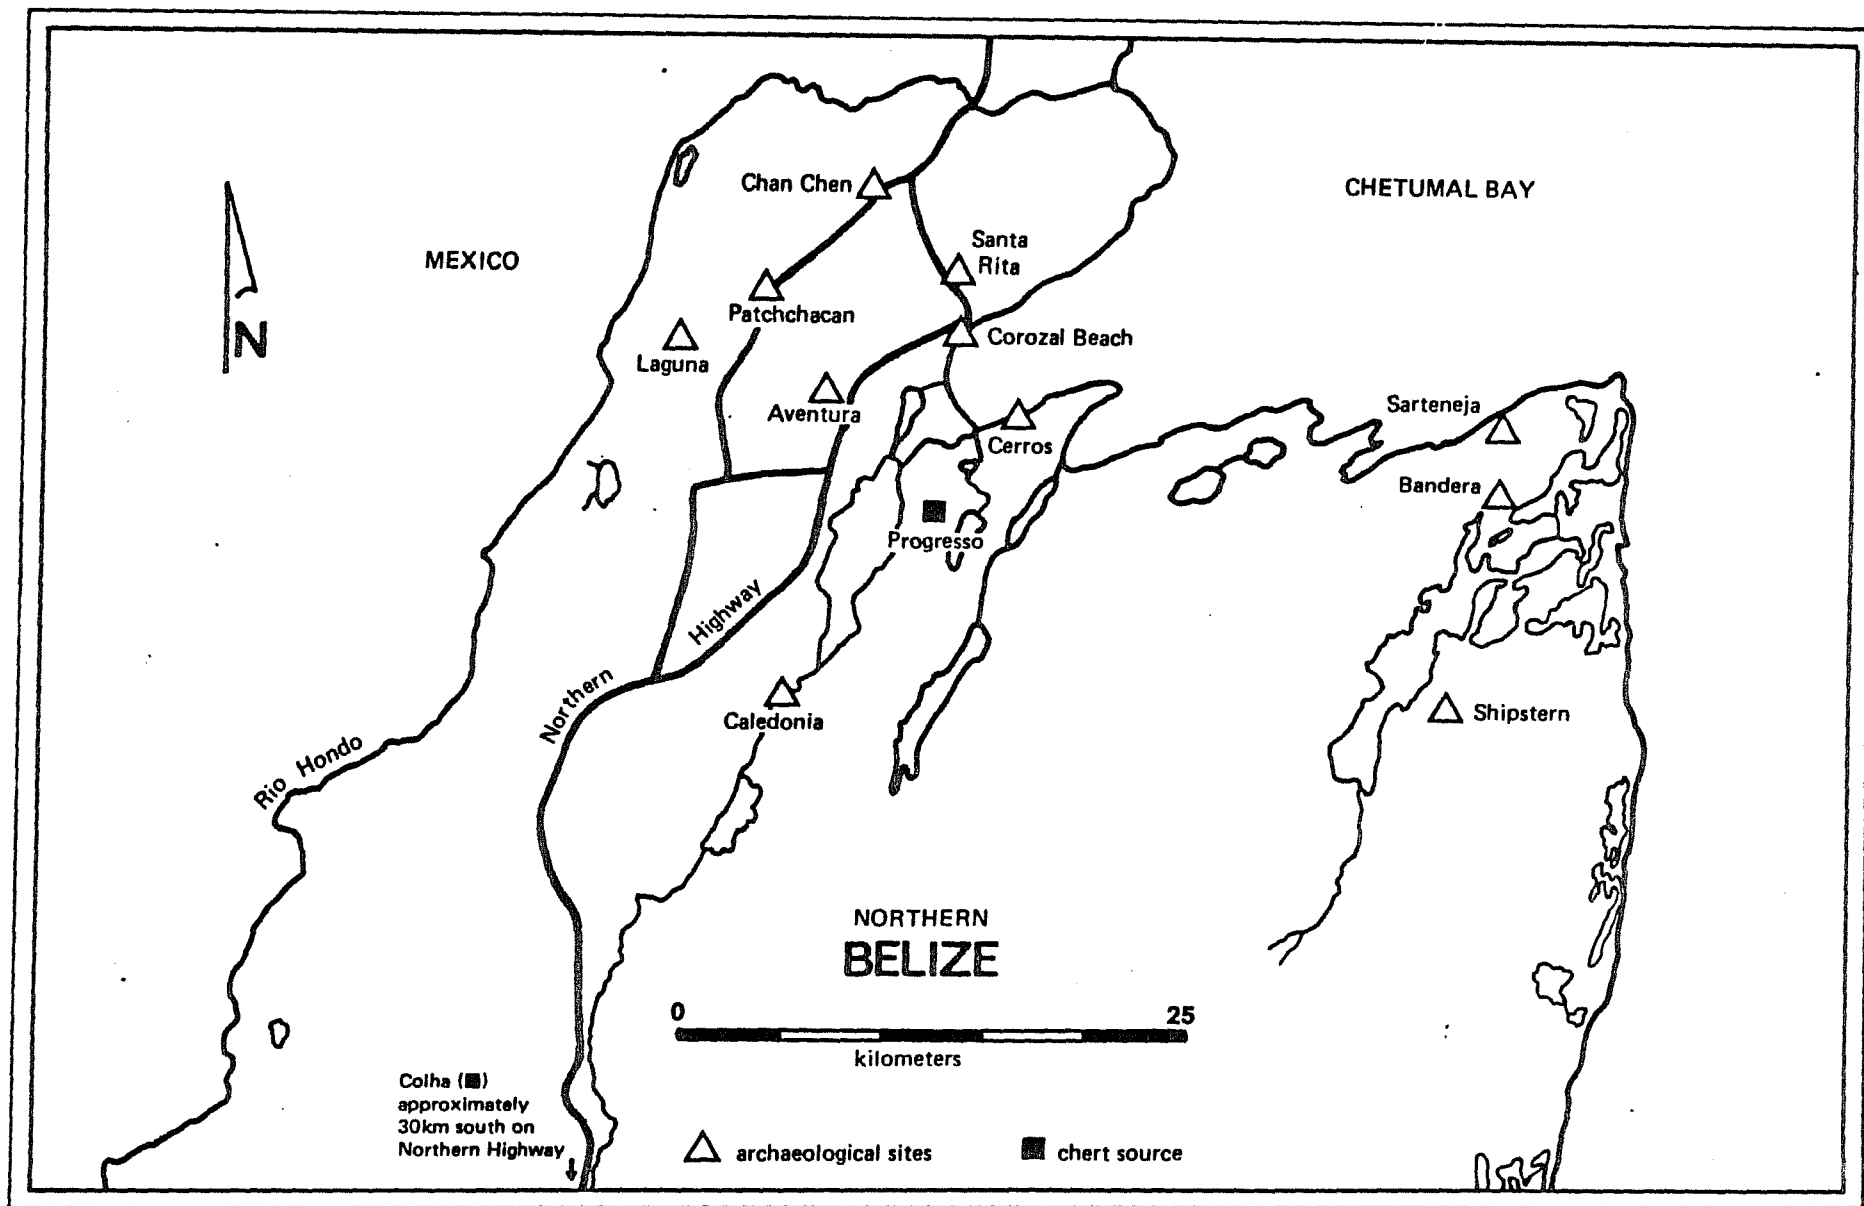 Chan Chen
CHETUMAL BAY
Santa
Rita
MEXICO
N
Patchchacan
Corozal Beach
Laguna
Aventura
Sarteneja
Cerros
Bandera
Progresso
Highway
Northern
Caledonia
Shipstern
Rio Hondo
NORTHERN
BELIZE
0 25
kilometers
Colha (■)
approximately
30km south on
Northern Highway
archaeological sites
chert source